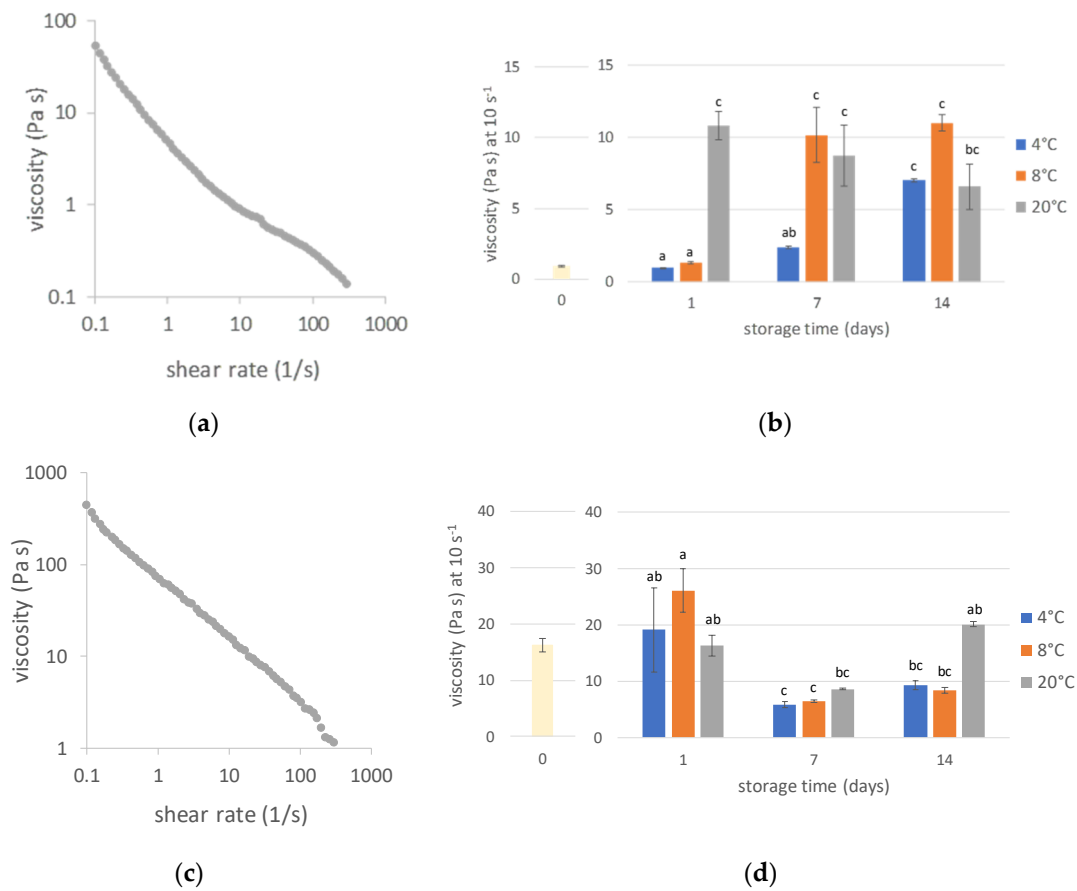 100
10
1
0.1
viscosity (Pa s)
0.1 1 10 100 1000
shear rate (1/s)
(a)
15
10
5
0
viscosity (Pa s) at 10 s⁻¹
0
15
10
5
0
a a c
ab c c
c c bc
1 7 14
storage time (days)
4°C
8°C
20°C
(b)
1000
100
10
1
viscosity (Pa s)
0.1 1 10 100 1000
shear rate (1/s)
(c)
40
30
20
10
0
viscosity (Pa s) at 10 s⁻¹
0
40
30
20
10
0
ab a ab
c c bc
bc bc ab
1 7 14
storage time (days)
4°C
8°C
20°C
(d)